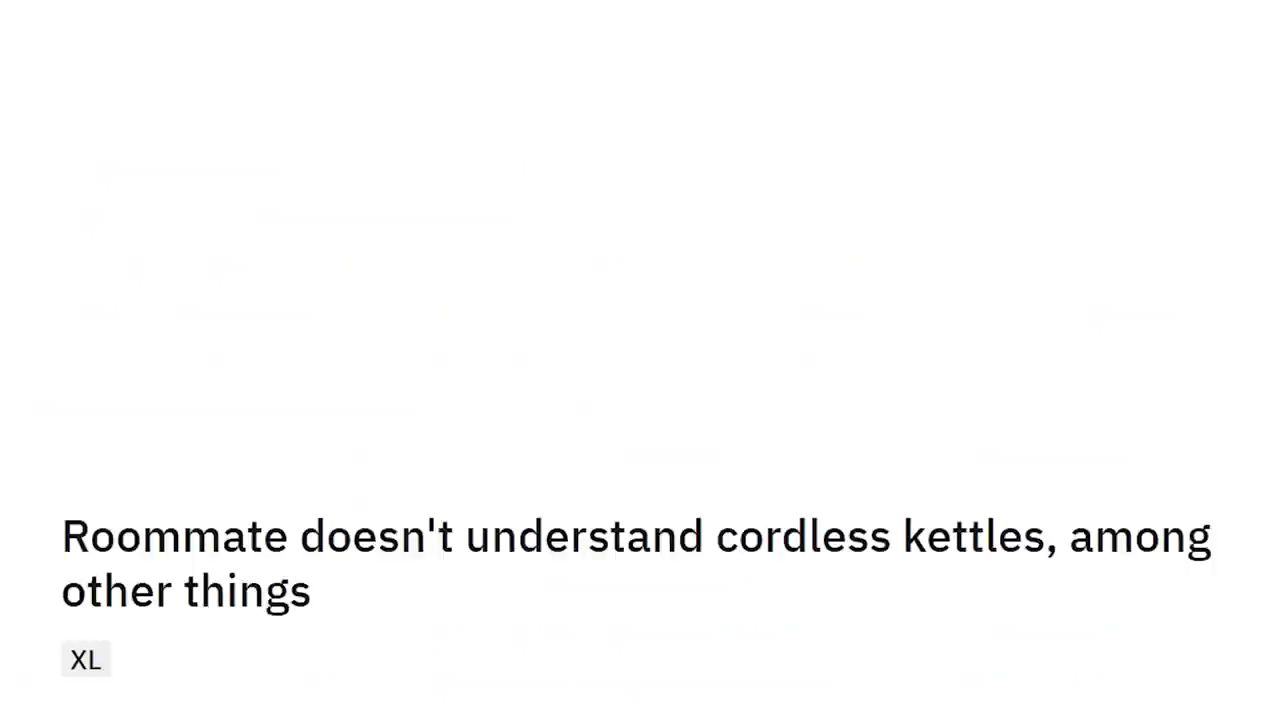 Roommate doesn't understand cordless kettles, among
other things
XL